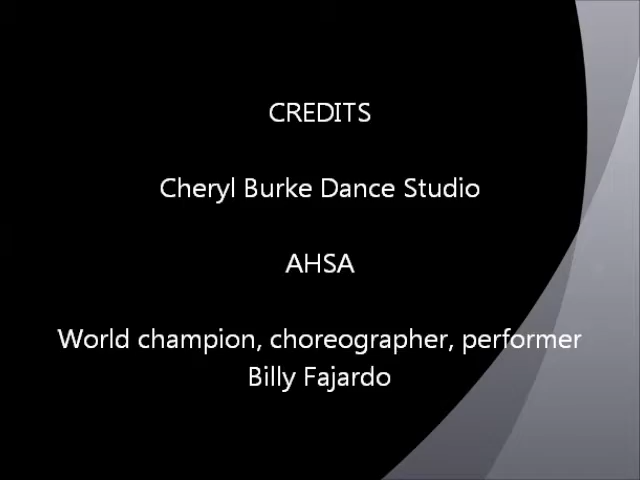 CREDITS
Cheryl Burke Dance Studio
AHSA
World champion, choreographer, performer
Billy Fajardo